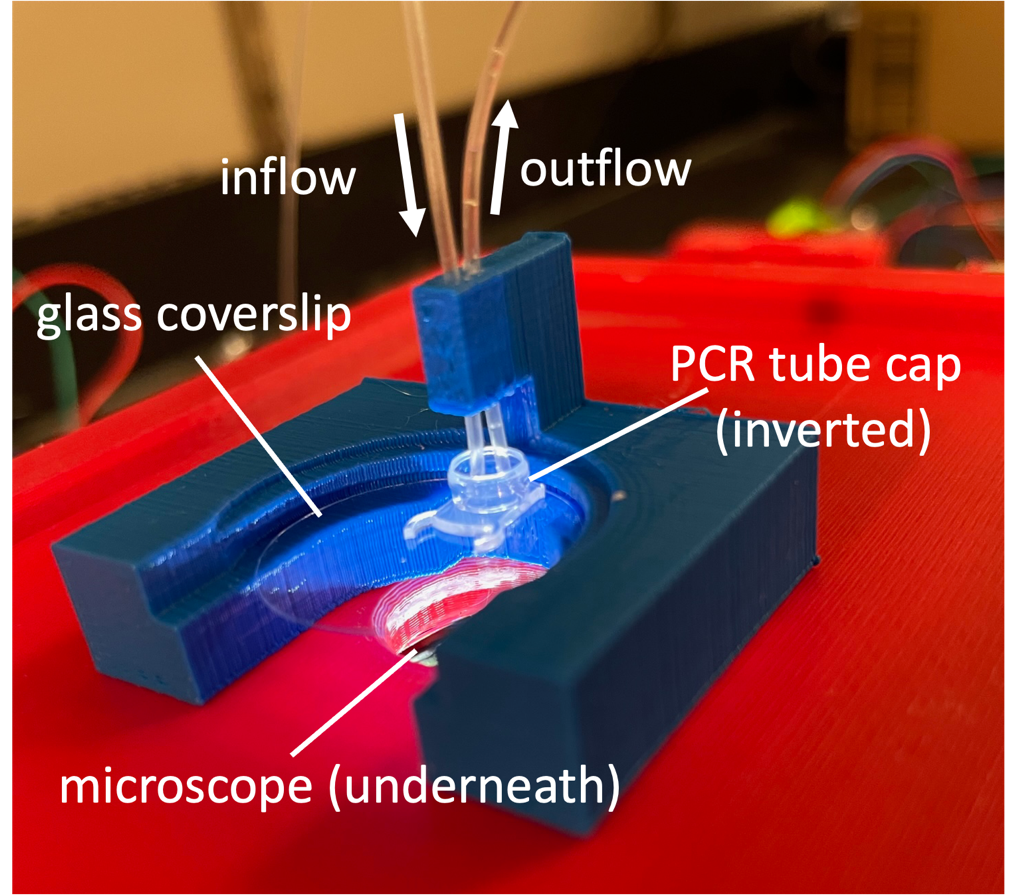 inflow
outflow
glass coverslip
PCR tube cap
(inverted)
microscope (underneath)